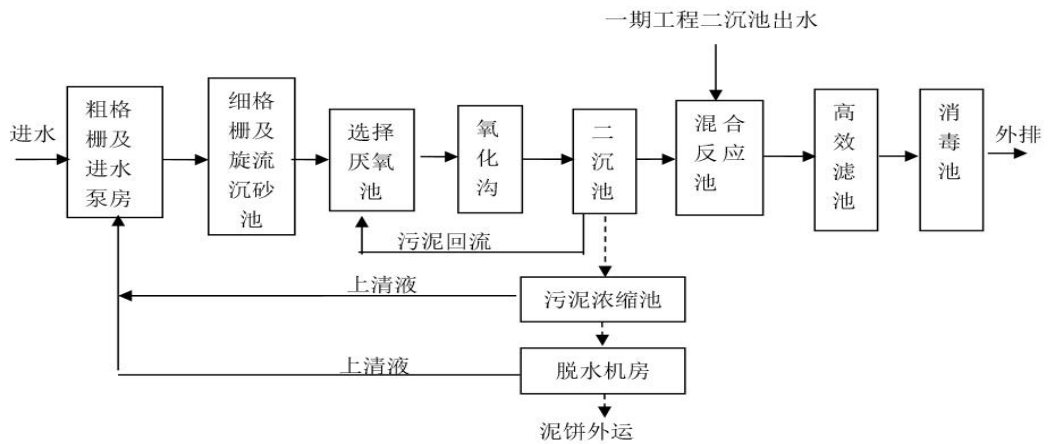 一期工程二沉池出水
进水
粗格
栅及
进水
泵房
细格
栅及
旋流
沉砂
池
选择
厌氧
池
氧
化
沟
二
沉
池
混合
反应
池
高
效
滤
池
消
毒
池
外排
污泥回流
上清液
污泥浓缩池
上清液
脱水机房
泥饼外运